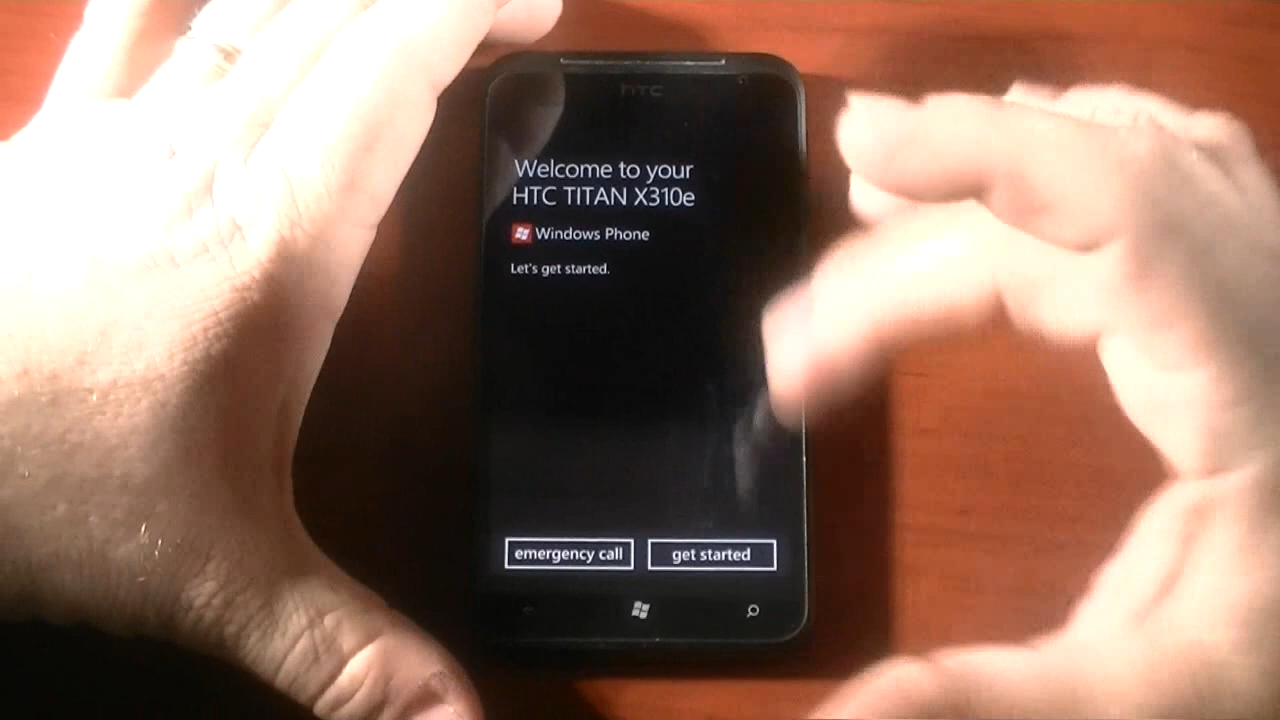 hTC
Welcome to your
HTC TITAN X310e
Windows Phone
Let's get started.
emergency call
get started